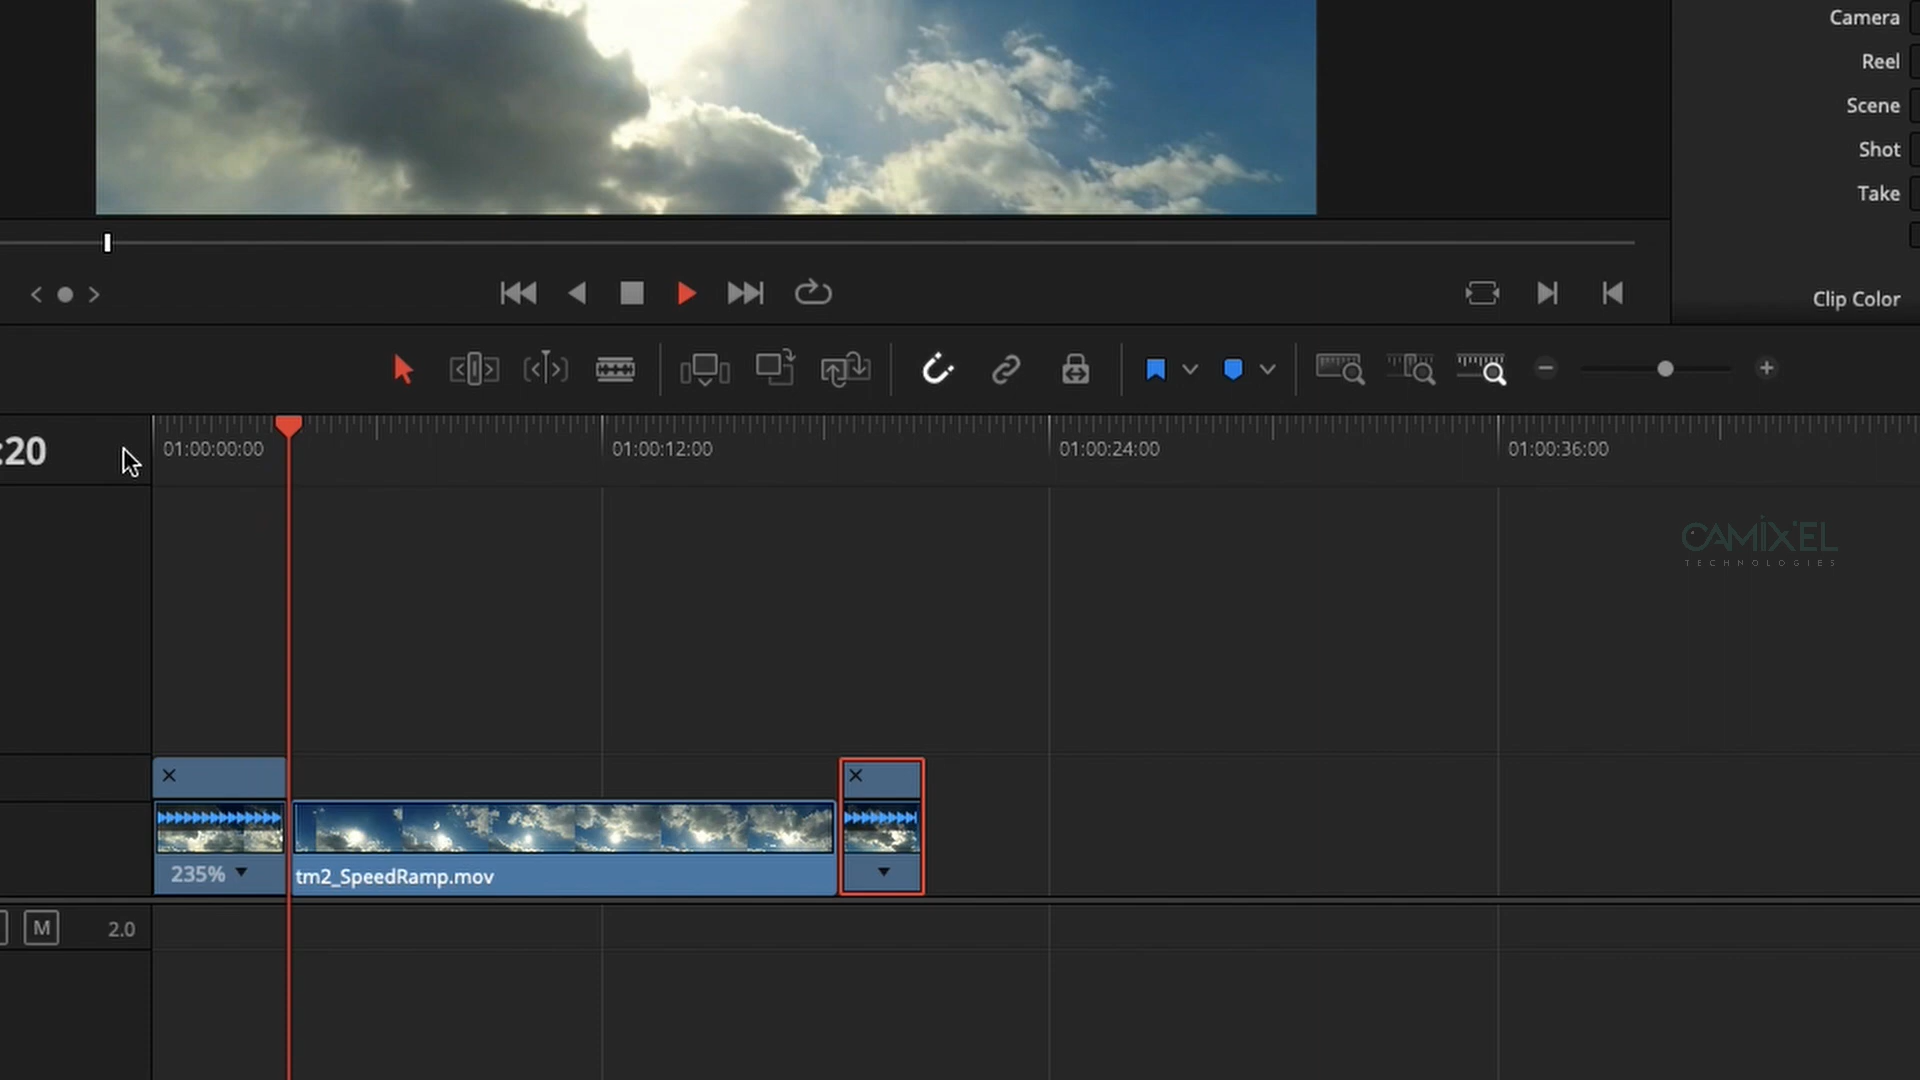 Camera
Reel
Scene
Shot
Take
Clip Color
:20
01:00:00:00
01:00:12:00
01:00:24:00
01:00:36:00
CAMIXEL
TECHNOLOGIES
235%
tm2_SpeedRamp.mov
M
2.0